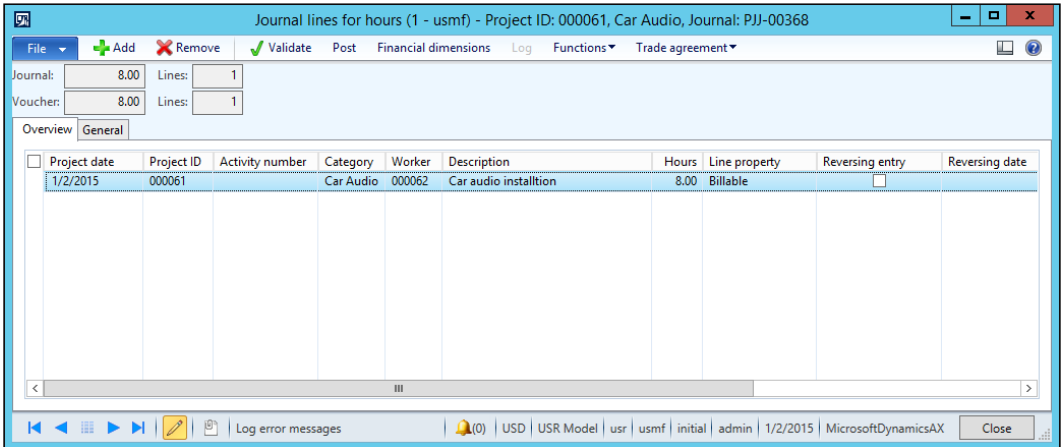 Journal lines for hours (1 - usmf) - Project ID: 000061, Car Audio, Journal: PJJ-00368
File Add Remove Validate Post Financial dimensions Log Functions Trade agreement
Journal: 8.00 Lines: 1
Voucher: 8.00 Lines: 1
Overview General
Project date Project ID Activity number Category Worker Description Hours Line property Reversing entry Reversing date
1/2/2015 000061 Car Audio 000062 Car audio installtion 8.00 Billable
Log error messages (0) USD USR Model usr usmf initial admin 1/2/2015 MicrosoftDynamicsAX Close